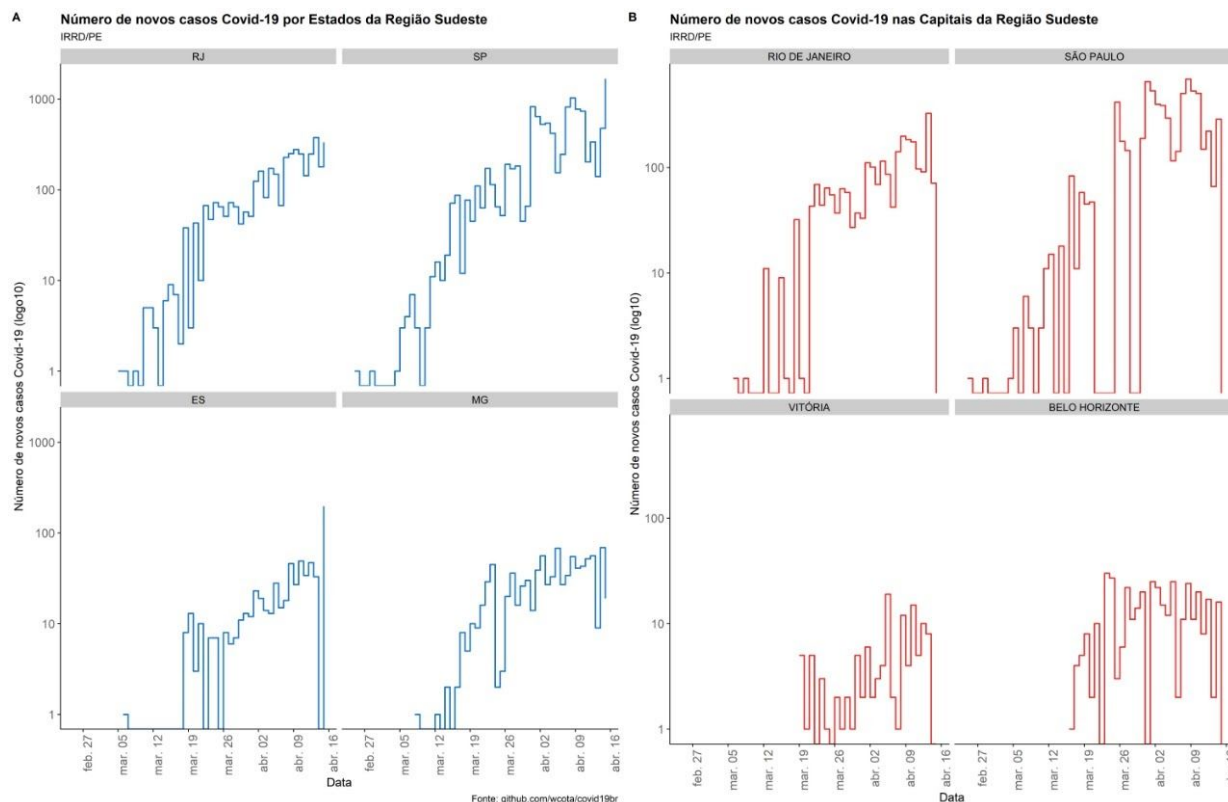 A
Número de novos casos Covid-19 por Estados da Região Sudeste
IRRD/PE
RJ
SP
1000
100
10
1
ES
MG
1000
100
10
1
Número de novos casos Covid-19 (logo10)
feb. 27
mar. 05
mar. 12
mar. 19
mar. 26
abr. 02
abr. 09
abr. 16
feb. 27
mar. 05
mar. 12
mar. 19
mar. 26
abr. 02
abr. 09
abr. 16
Data
Fonte: github.com/wcota/covid19br
B
Número de novos casos Covid-19 nas Capitais da Região Sudeste
IRRD/PE
RIO DE JANEIRO
SÃO PAULO
100
10
1
VITÓRIA
BELO HORIZONTE
100
10
1
Número de novos casos Covid-19 (log10)
feb. 27
mar. 05
mar. 12
mar. 19
mar. 26
abr. 02
abr. 09
abr. 16
feb. 27
mar. 05
mar. 12
mar. 19
mar. 26
abr. 02
abr. 09
Data